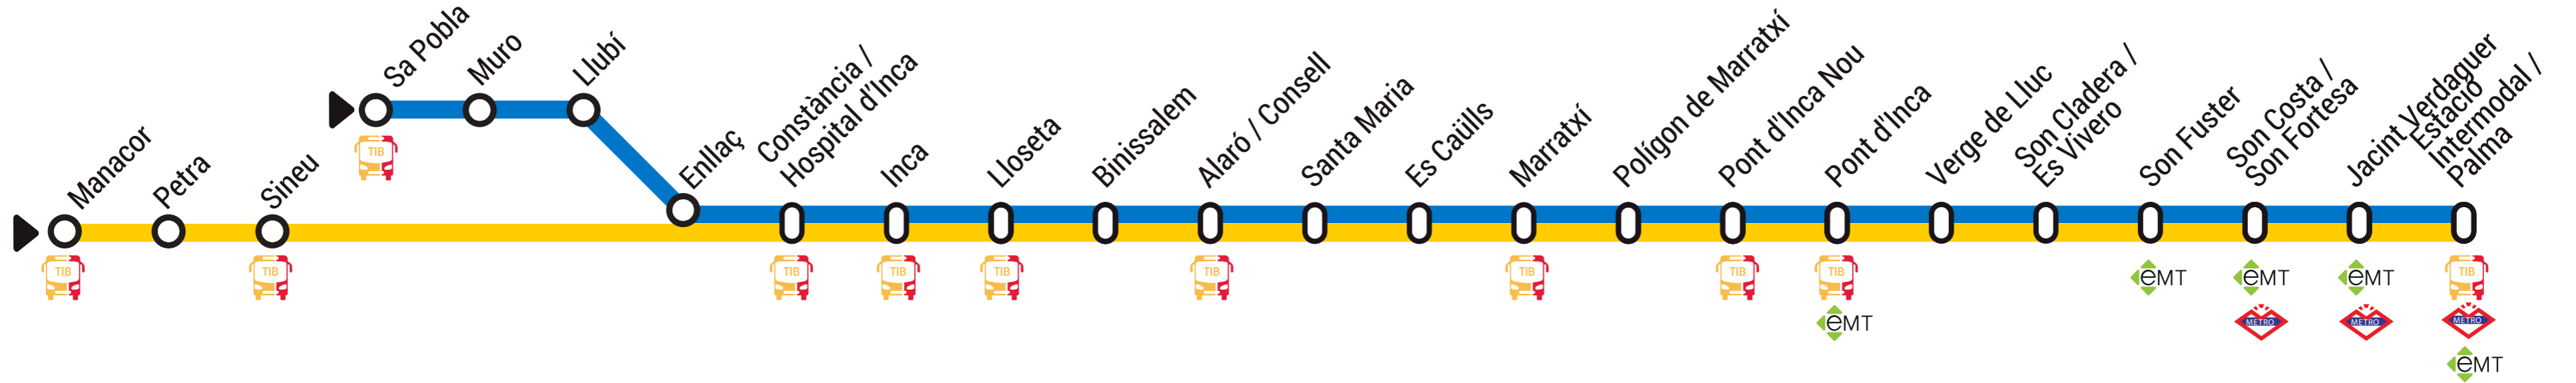 Sa Pobla
Muro
Llubí
TIB
Manacor
Petra
Sineu
Enllaç
Constància /
Hospital d'Inca
Inca
Lloseta
Binissalem
Alaró / Consell
Santa Maria
Es Caülls
Marratxí
Polígon de Marratxí
Pont d'Inca Nou
Pont d'Inca
Verge de Lluc
Son Cladera /
Es Vivero
Son Fuster
Son Costa /
Son Fortesa
Jacint Verdaguer
Estació
Intermodal /
Palma
TIB
TIB
TIB
TIB
TIB
TIB
TIB
TIB
TIB
eMT
eMT
eMT
TIB
eMT
METRO
METRO
METRO
eMT